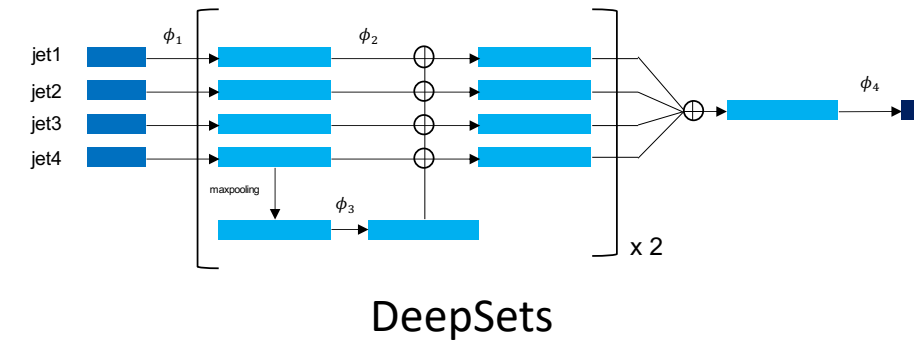 jet1
jet2
jet3
jet4
ϕ₁
ϕ₂
maxpooling
ϕ₃
x 2
ϕ₄
DeepSets